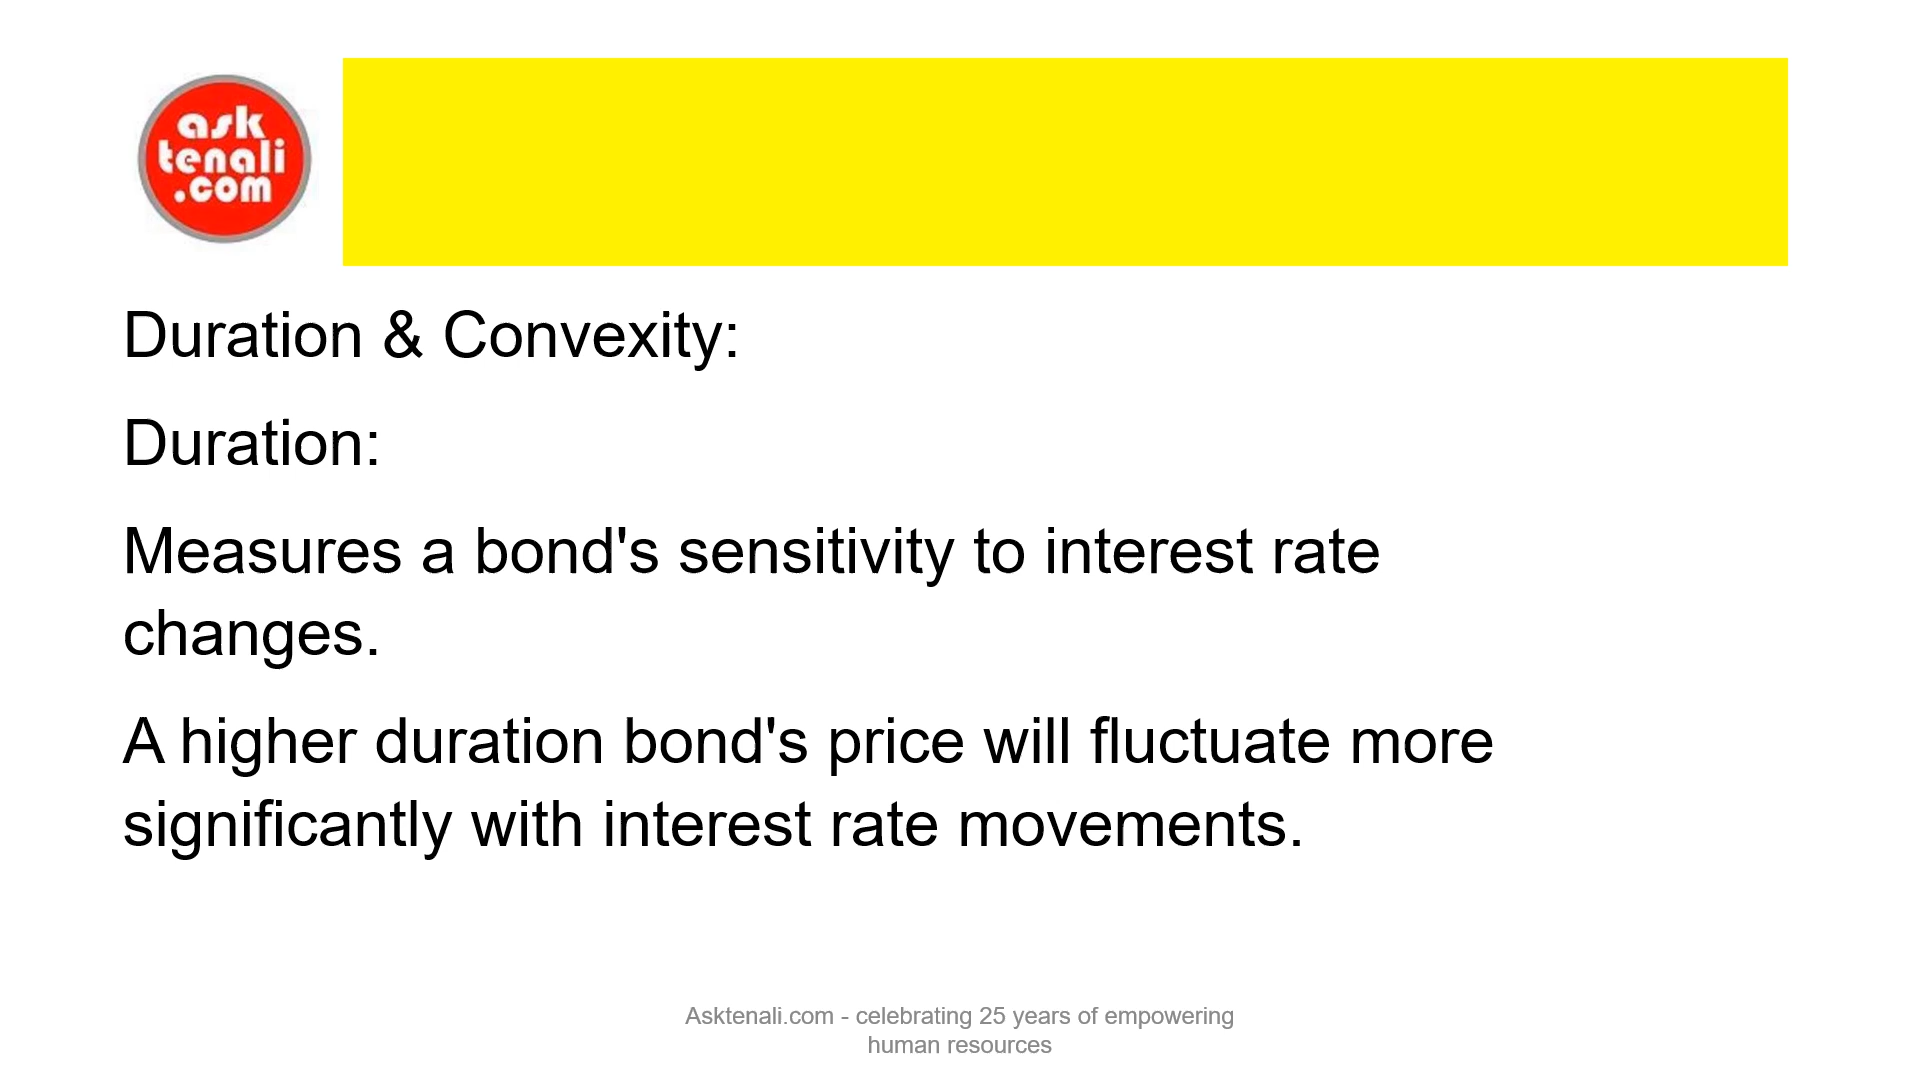 ask
tenali
.com
Duration & Convexity:
Duration:
Measures a bond's sensitivity to interest rate
changes.
A higher duration bond's price will fluctuate more
significantly with interest rate movements.
Asktenali.com - celebrating 25 years of empowering
human resources